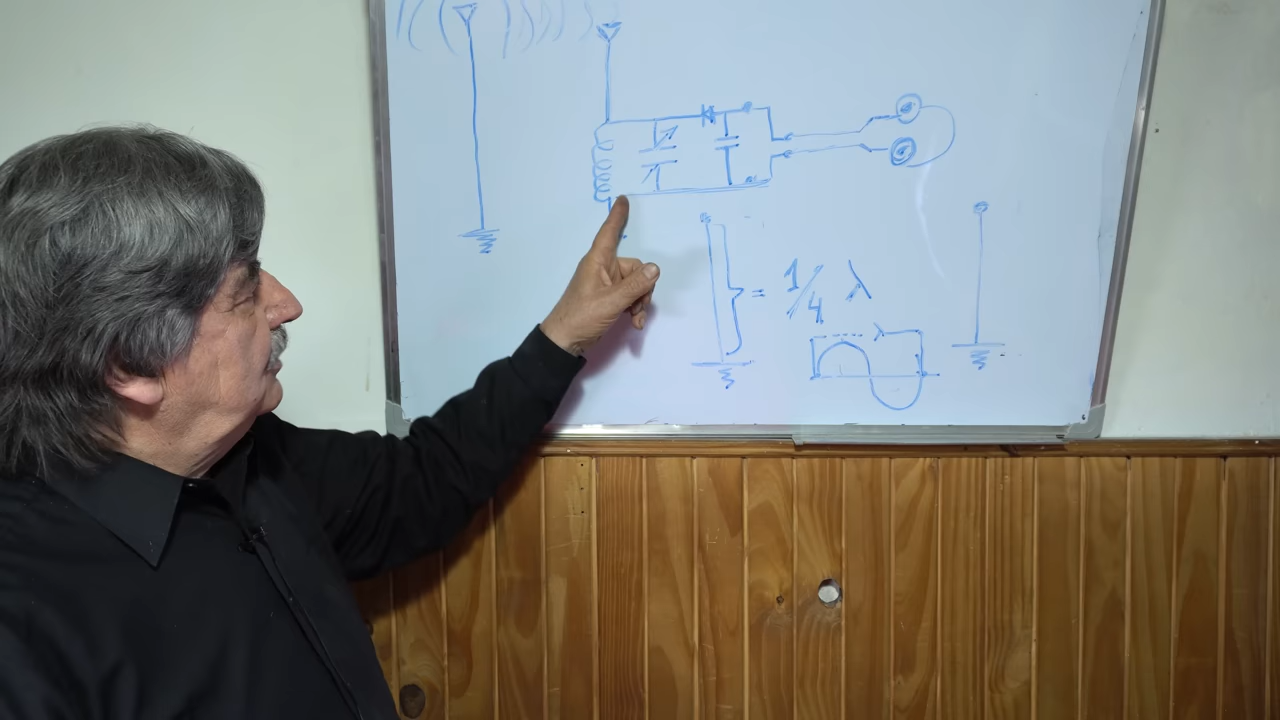 = 1/4 λ